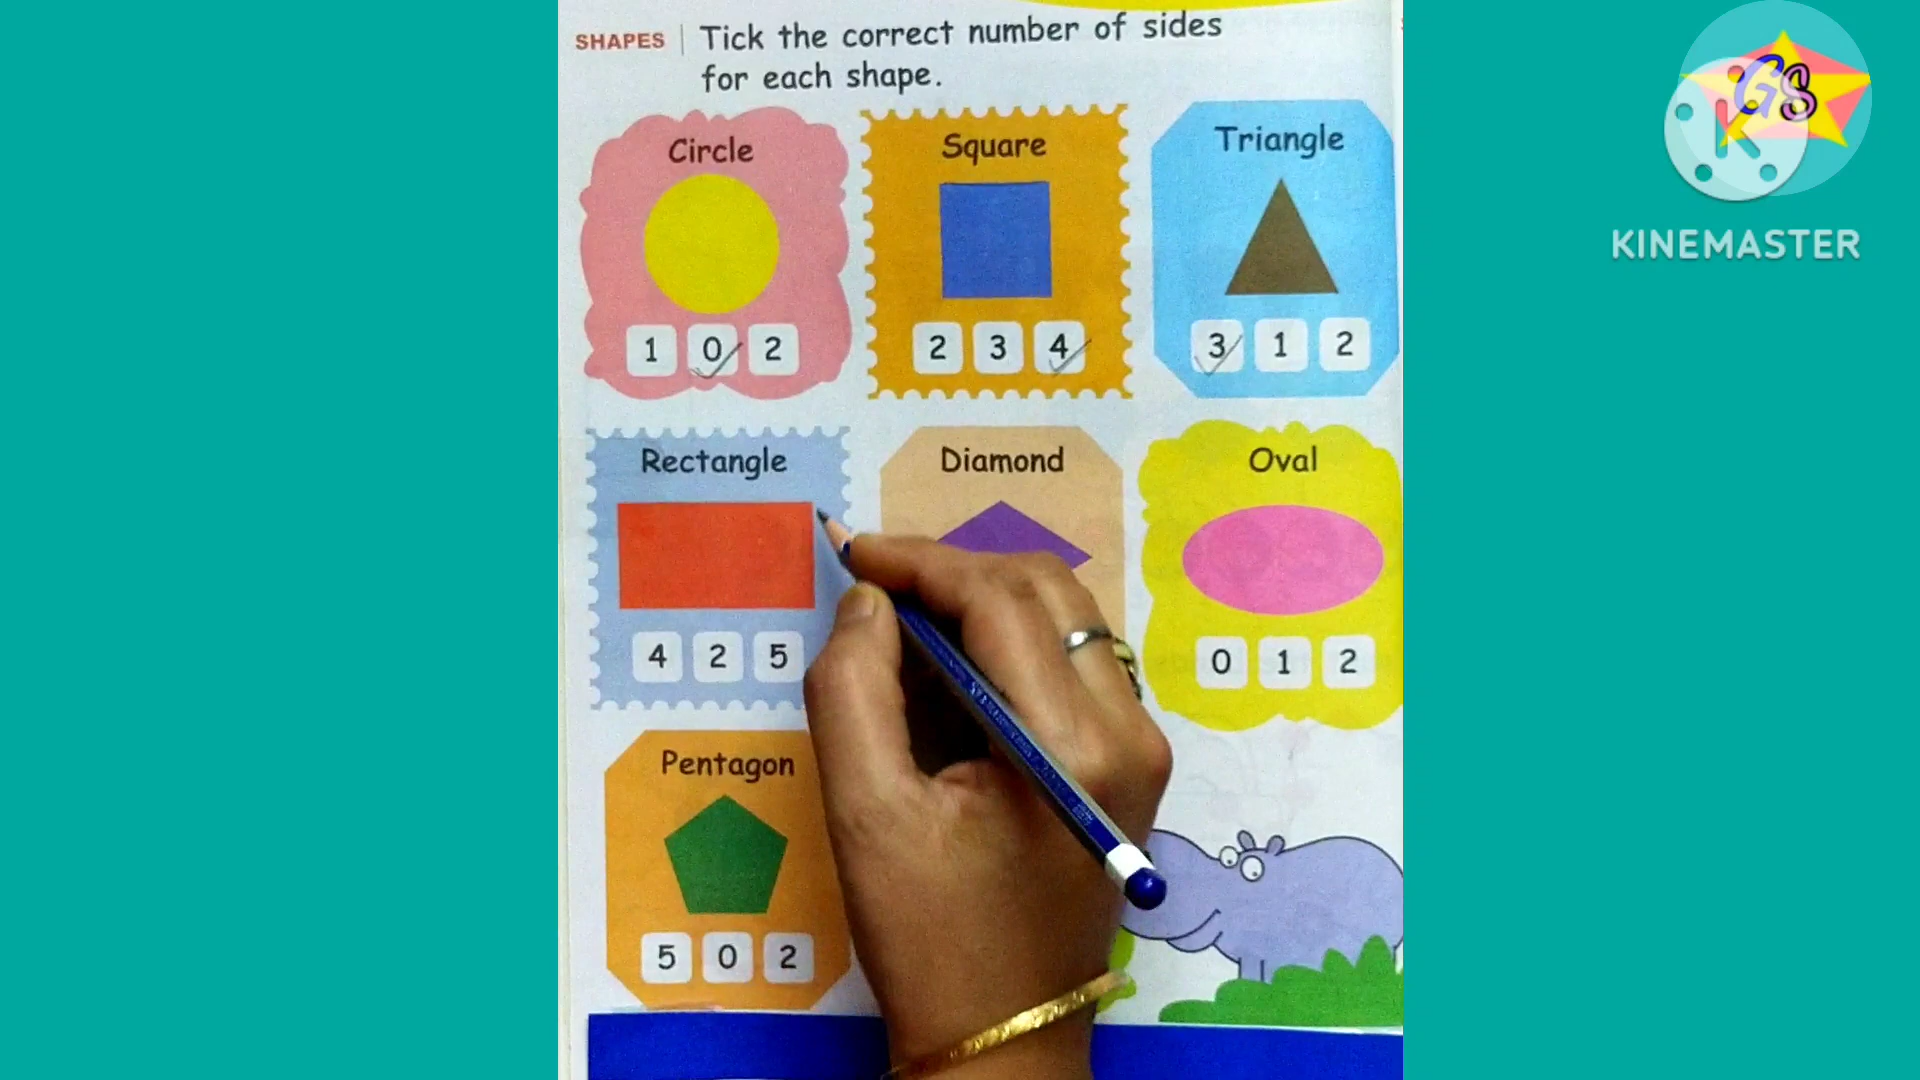 SHAPES | Tick the correct number of sides
for each shape.
Circle
1 0 2
Square
2 3 4
Triangle
3 1 2
Rectangle
4 2 5
Diamond
Oval
0 1 2
Pentagon
5 0 2
GS
K
KINEMASTER